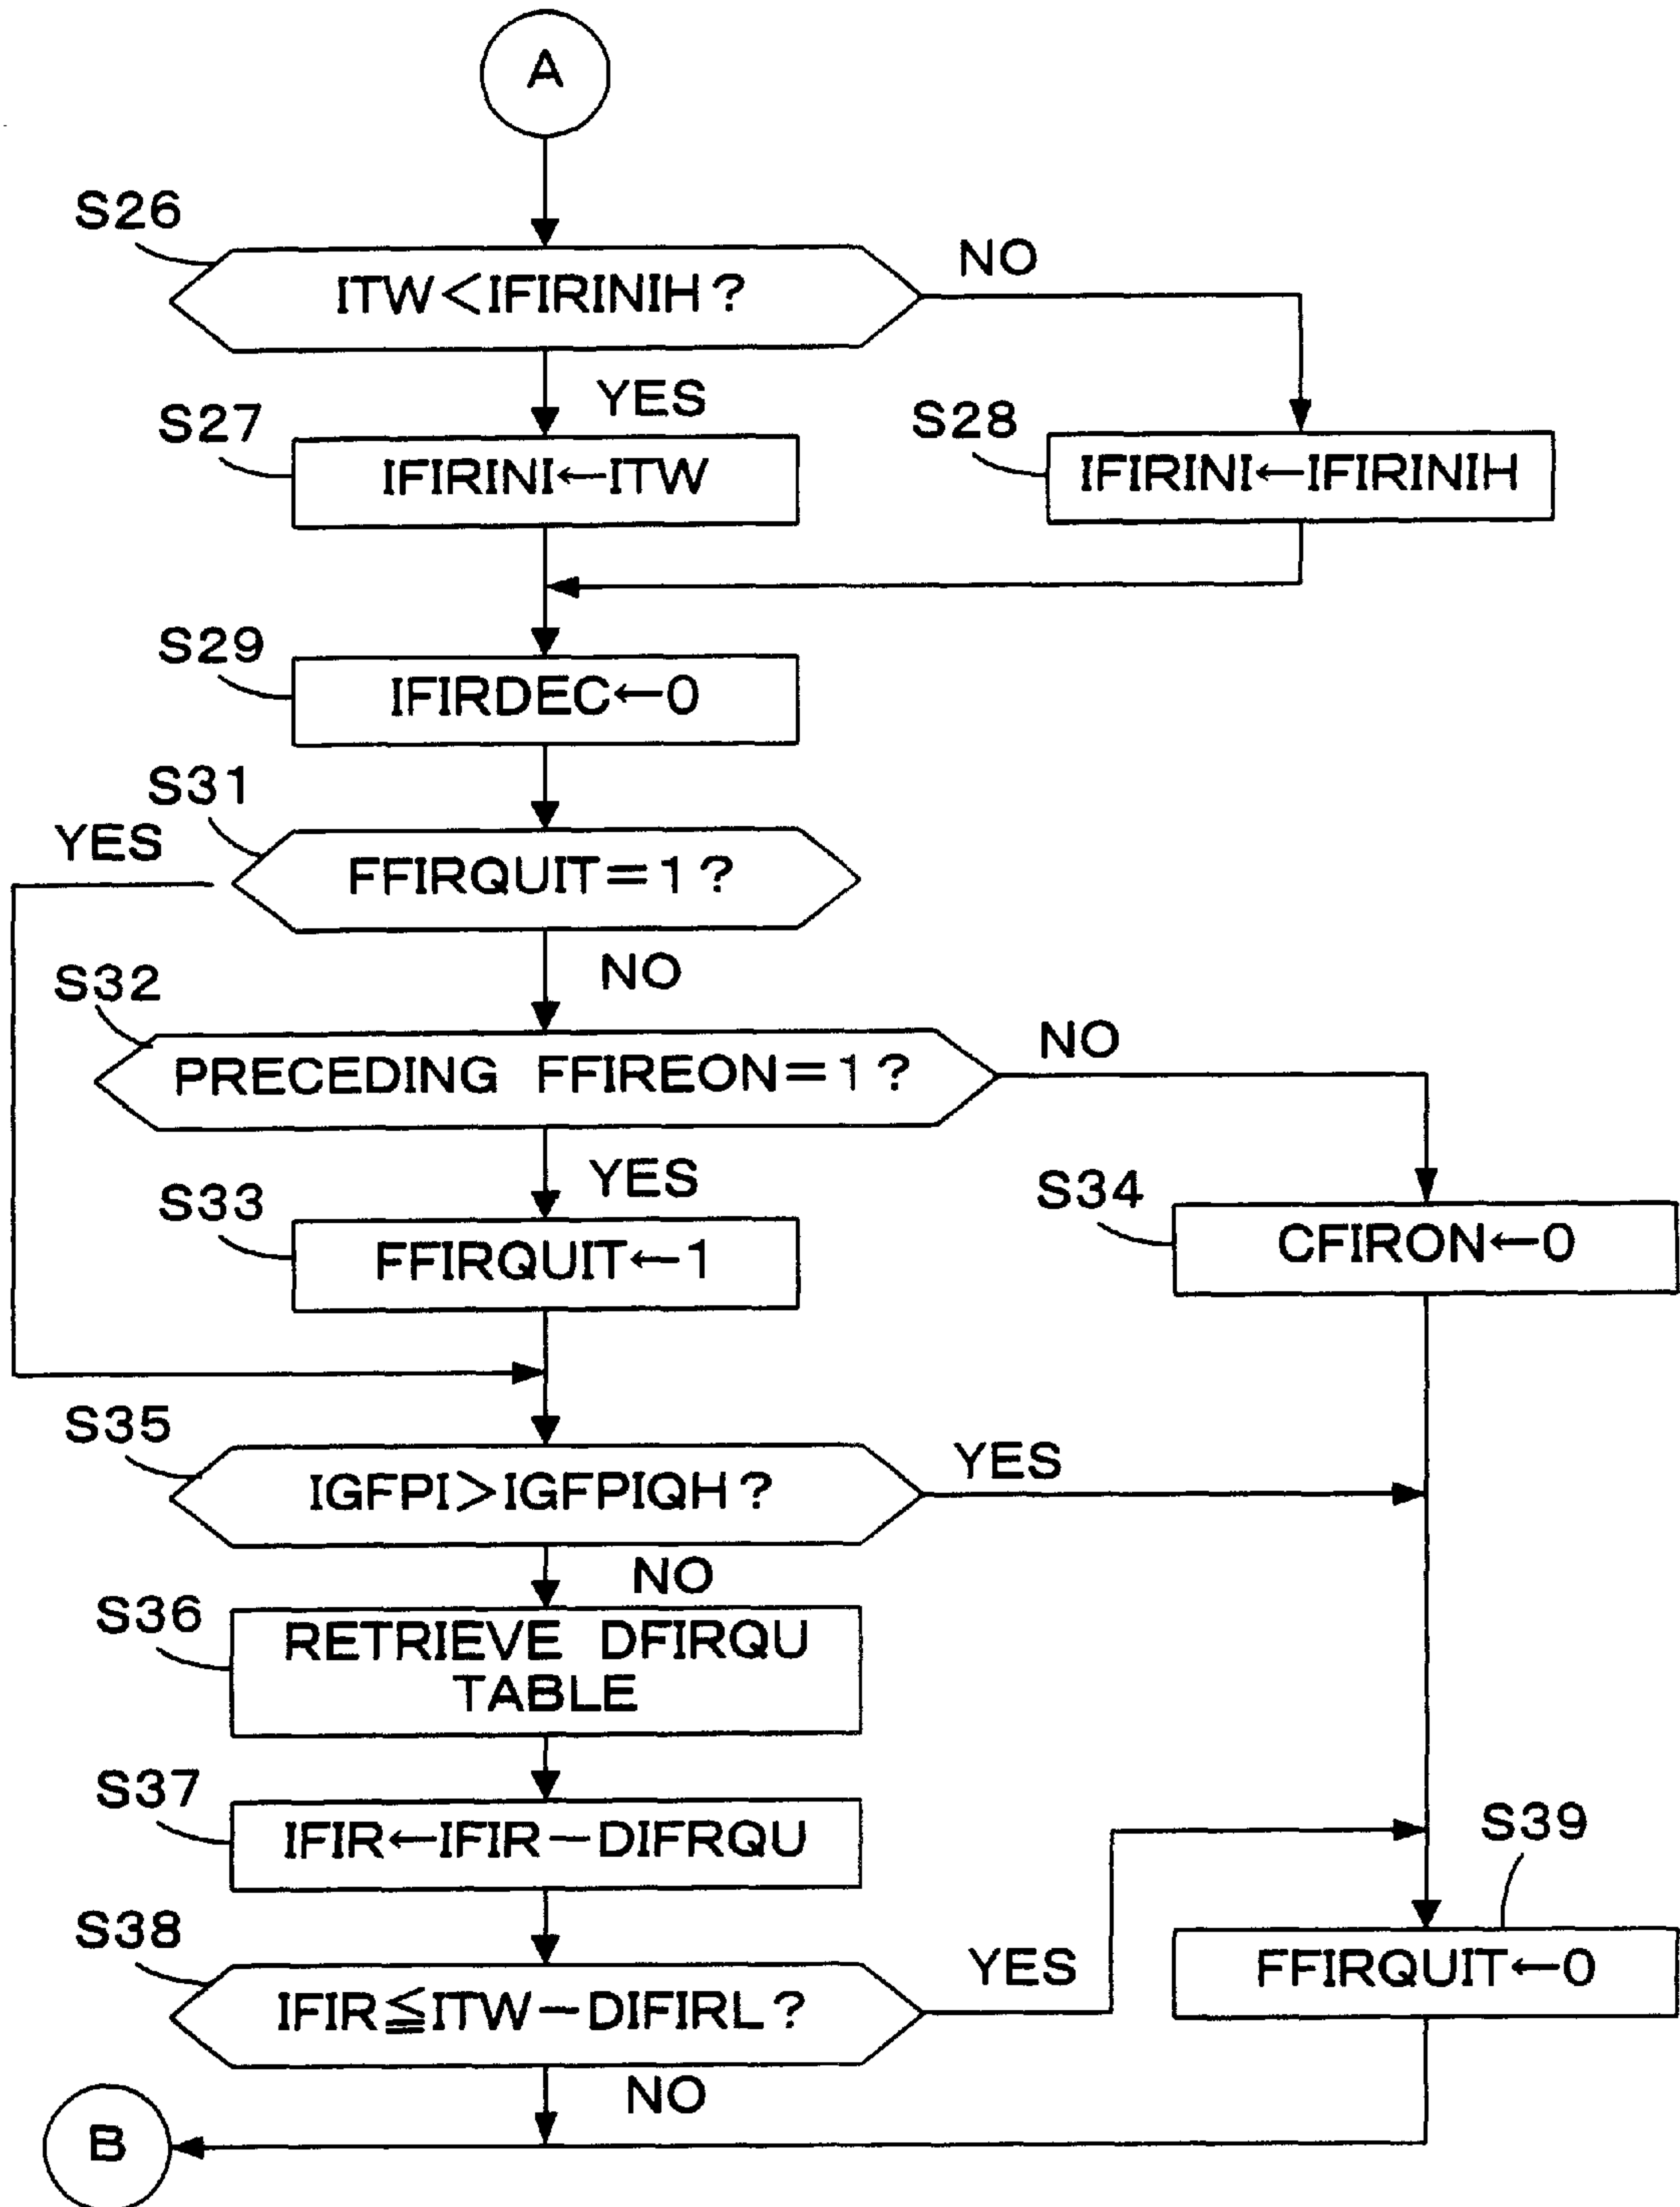 A
S26
ITW<IFIRINIH?
NO
YES
S27
IFIRINI←ITW
S28
IFIRINI←IFIRINIH
S29
IFIRDEC←0
S31
YES
FFIRQUIT=1?
NO
S32
PRECEDING FFIREON=1?
NO
YES
S33
FFIRQUIT←1
S34
CFIRON←0
S35
IGFPI>IGFPIQH?
YES
NO
S36
RETRIEVE DFIRQU
TABLE
S37
IFIR←IFIR-DIFRQU
S38
IFIR≦ITW-DIFIRL?
YES
S39
FFIRQUIT←0
NO
B